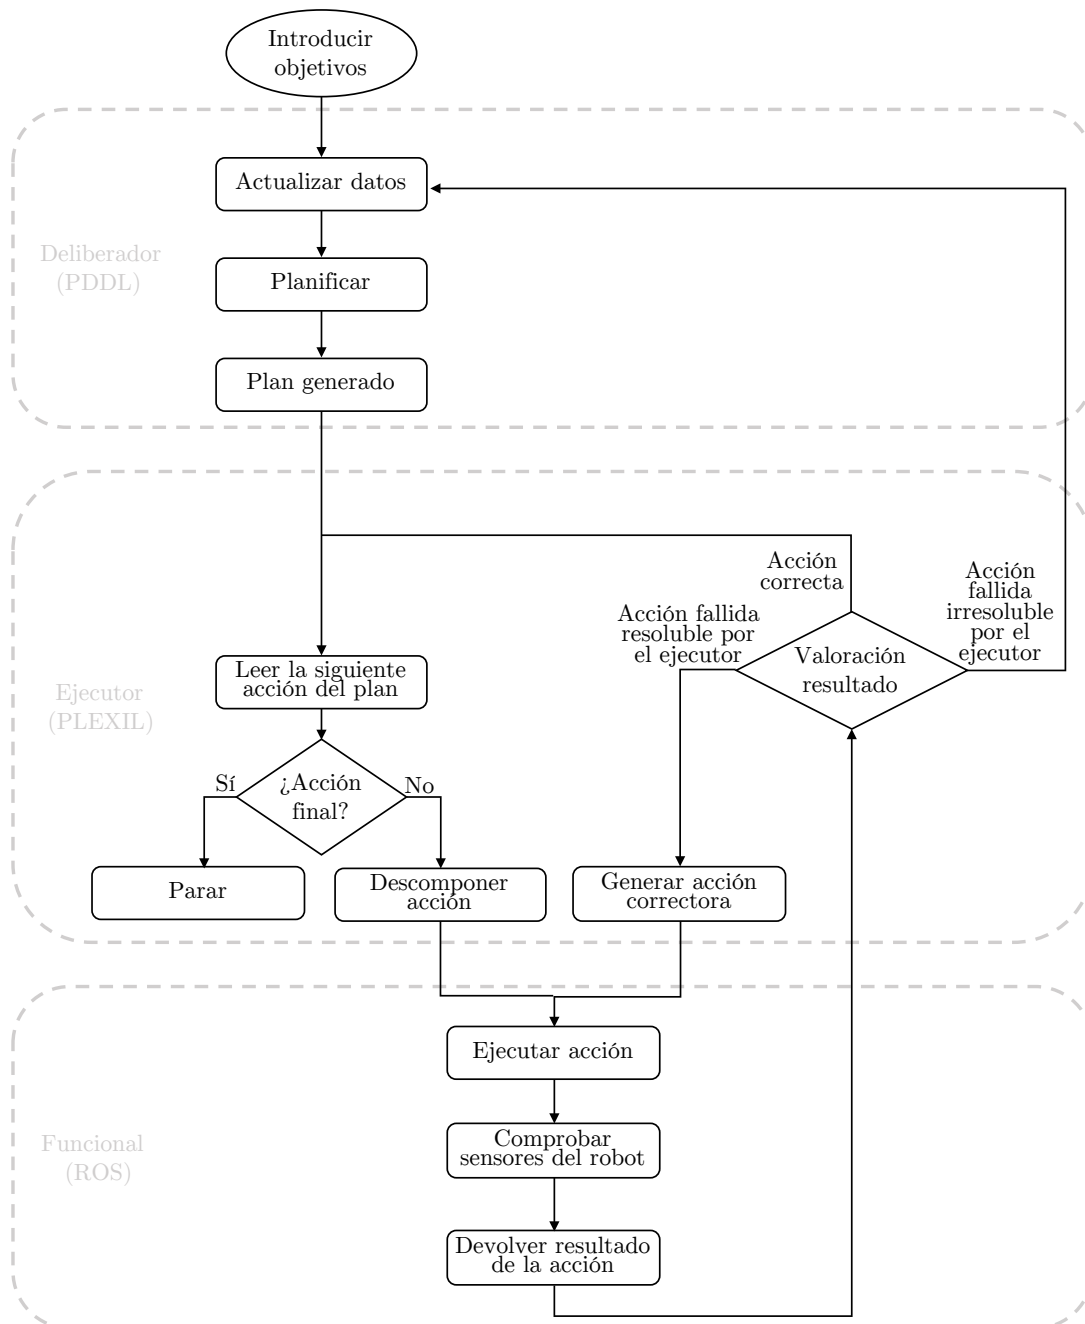 Introducir
objetivos
Actualizar datos
Deliberador
(PDDL)
Planificar
Plan generado
Acción
correcta
Acción
fallida
irresoluble
por el
ejecutor
Acción fallida
resoluble por
el ejecutor
Valoración
resultado
Leer la siguiente
acción del plan
Ejecutor
(PLEXIL)
Sí
¿Acción
final?
No
Parar
Descomponer
acción
Generar acción
correctora
Ejecutar acción
Funcional
(ROS)
Comprobar
sensores del robot
Devolver resultado
de la acción